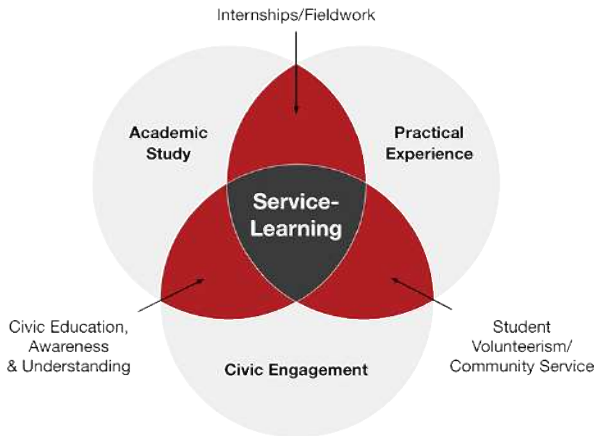 Internships/Fieldwork
Academic
Study
Practical
Experience
Service-
Learning
Civic Education,
Awareness
& Understanding
Student
Volunteerism/
Community Service
Civic Engagement